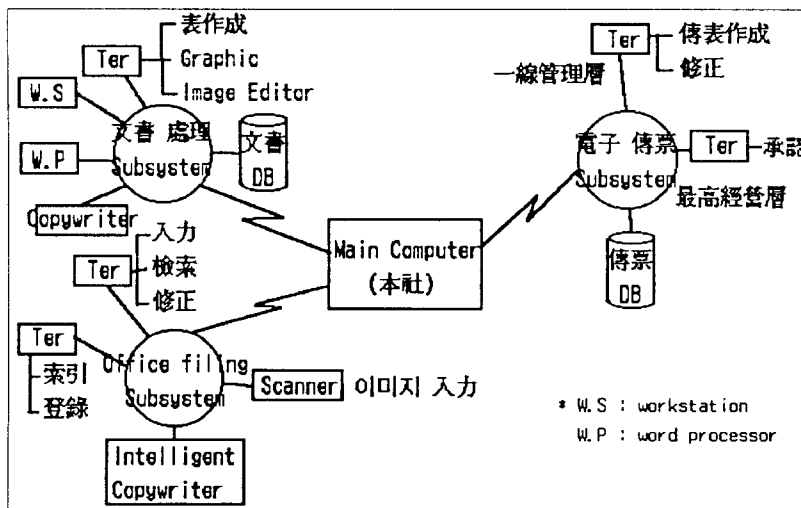 表作成
Ter
Graphic
Image Editor
W.S
W.P
Copywriter
文書 處理
Subsystem
文書
DB
Ter
傳表作成
修正
一線管理層
電子 傳票
Subsystem
Ter
承認
最高經營層
傳票
DB
Main Computer
(本社)
入力
Ter
檢索
修正
Ter
索引
登錄
Office filing
Subsystem
Scanner
이미지 入力
Intelligent
Copywriter
* W.S : workstation
W.P : word processor